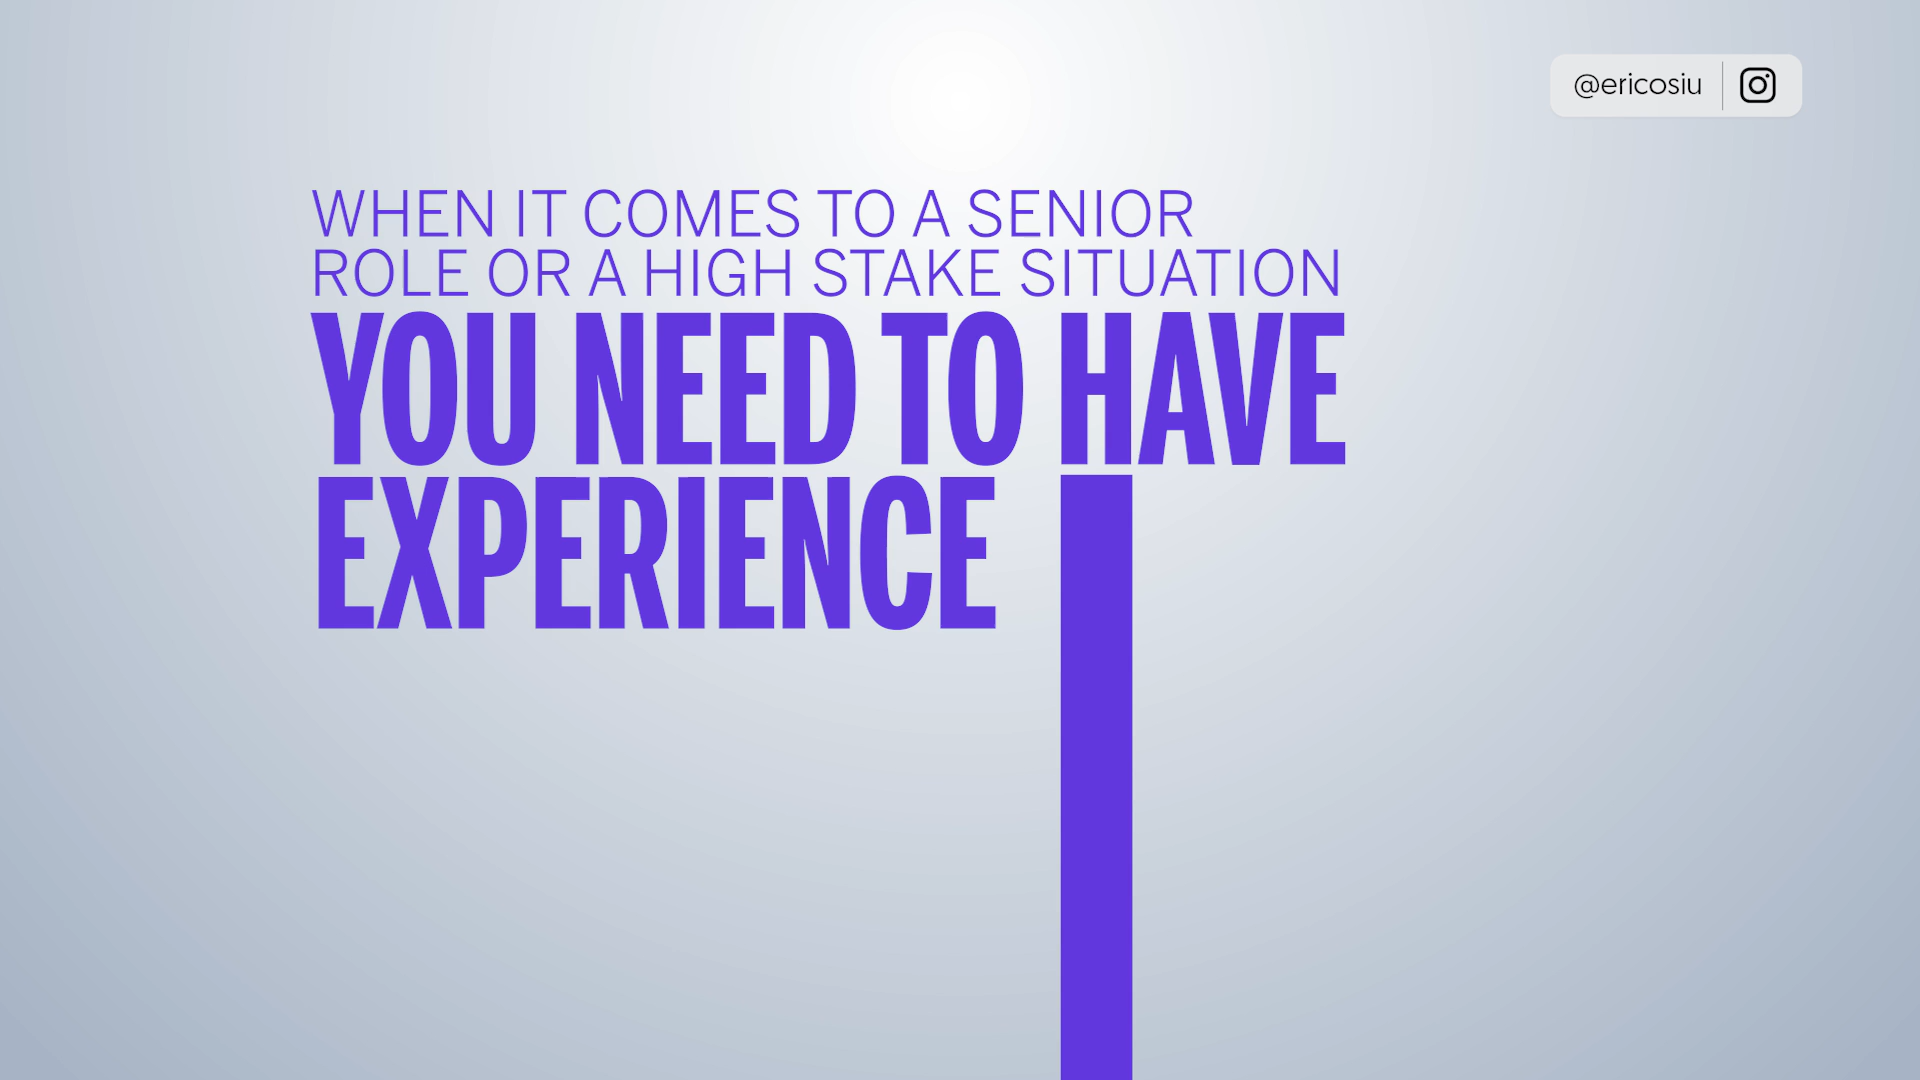 @ericosiu
WHEN IT COMES TO A SENIOR
ROLE OR A HIGH STAKE SITUATION
YOU NEED TO HAVE
EXPERIENCE